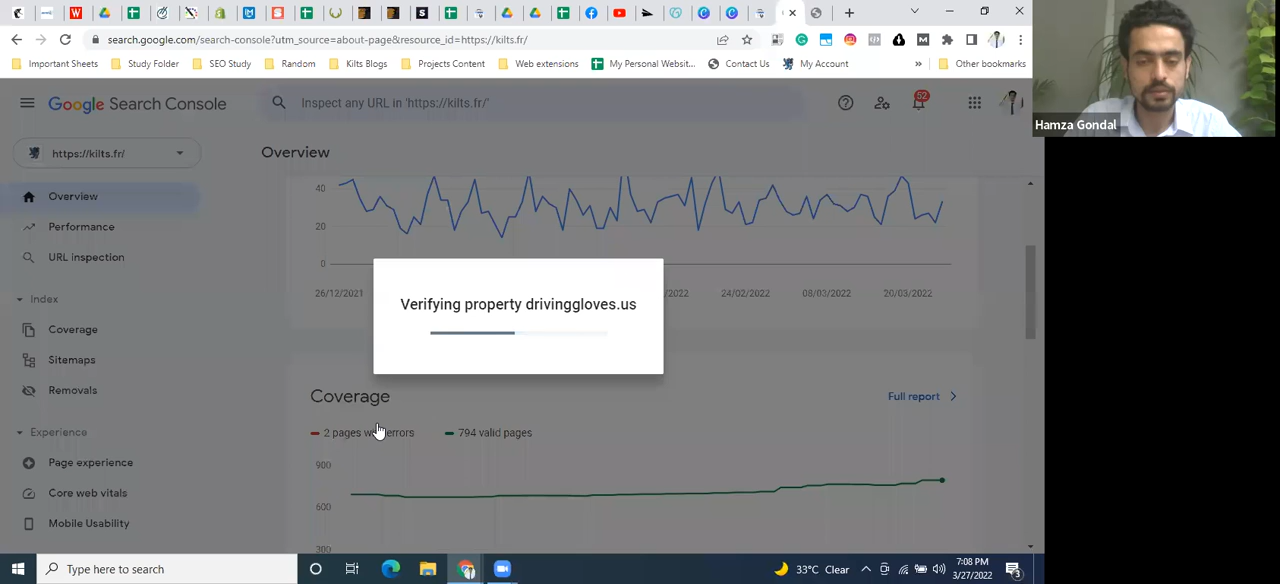 search.google.com/search-console?utm_source=about-page&resource_id=https://kilts.fr/
Important Sheets
Study Folder
SEO Study
Random
Kilts Blogs
Projects Content
Web extensions
My Personal Websit...
Contact Us
My Account
»
Other bookmarks
Hamza Gondal
Google Search Console
Inspect any URL in 'https://kilts.fr/'
52
https://kilts.fr/
Overview
Overview
Performance
URL inspection
Index
Coverage
Sitemaps
Removals
Experience
Page experience
Core web vitals
Mobile Usability
40
20
0
26/12/2021
/2022
24/02/2022
08/03/2022
20/03/2022
Verifying property drivinggloves.us
Coverage
Full report
2 pages w errors
794 valid pages
900
600
300
Type here to search
33°C Clear
7:08 PM
3/27/2022
3